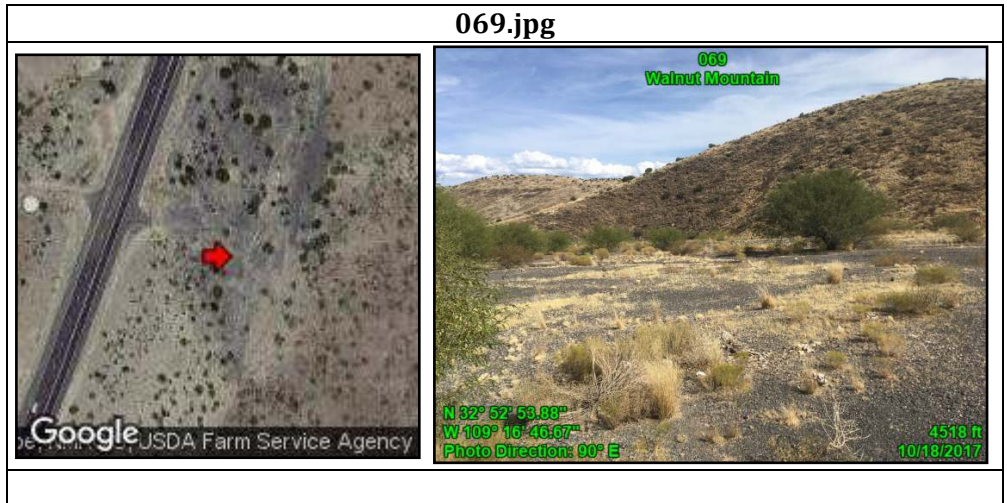 069.jpg
069
Walnut Mountain
N 32° 52' 53.88"
W 109° 16' 46.67"
Photo Direction: 90° E
4518 ft
10/18/2017
Google
USDA Farm Service Agency